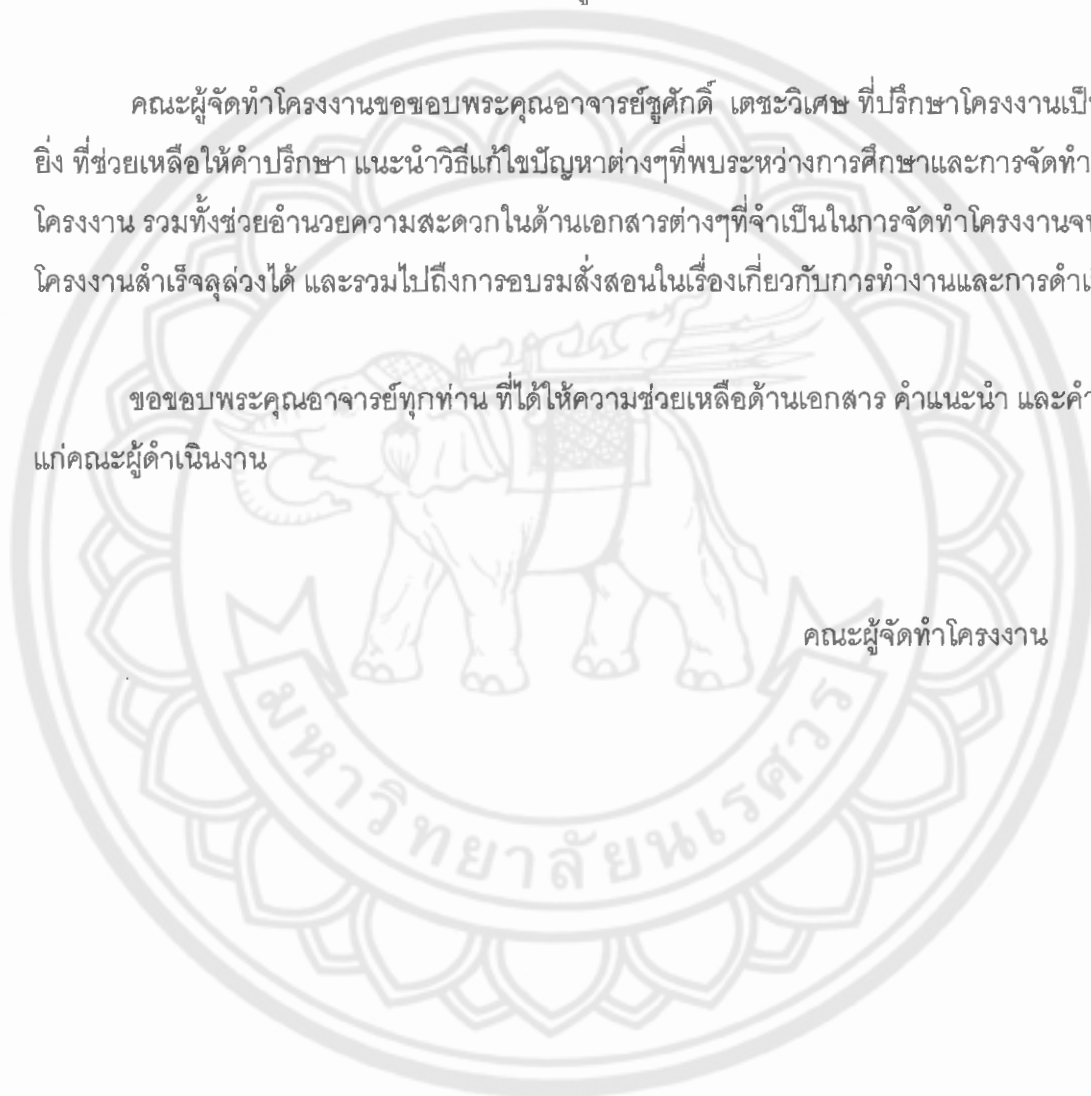 คณะผู้จัดทำโครงงานขอขอบพระคุณอาจารย์ชูศักดิ์ เตชะวิเศษ ที่ปรึกษาโครงงานเป็
ยิ่ง ที่ช่วยเหลือให้คำปรึกษา แนะนำวิธีแก้ไขปัญหาต่างๆที่พบระหว่างการศึกษาและการจัดทำ
โครงงาน รวมทั้งช่วยอำนวยความสะดวกในด้านเอกสารต่างๆที่จำเป็นในการจัดทำโครงงานจ
โครงงานสำเร็จลุล่วงได้ และรวมไปถึงการอบรมสั่งสอนในเรื่องเกี่ยวกับการทำงานและการดำเ
ขอขอบพระคุณอาจารย์ทุกท่าน ที่ได้ให้ความช่วยเหลือด้านเอกสาร คำแนะนำ และคำ
แก่คณะผู้ดำเนินงาน
คณะผู้จัดทำโครงงาน
มหาวิทยาลัยนเรศวร